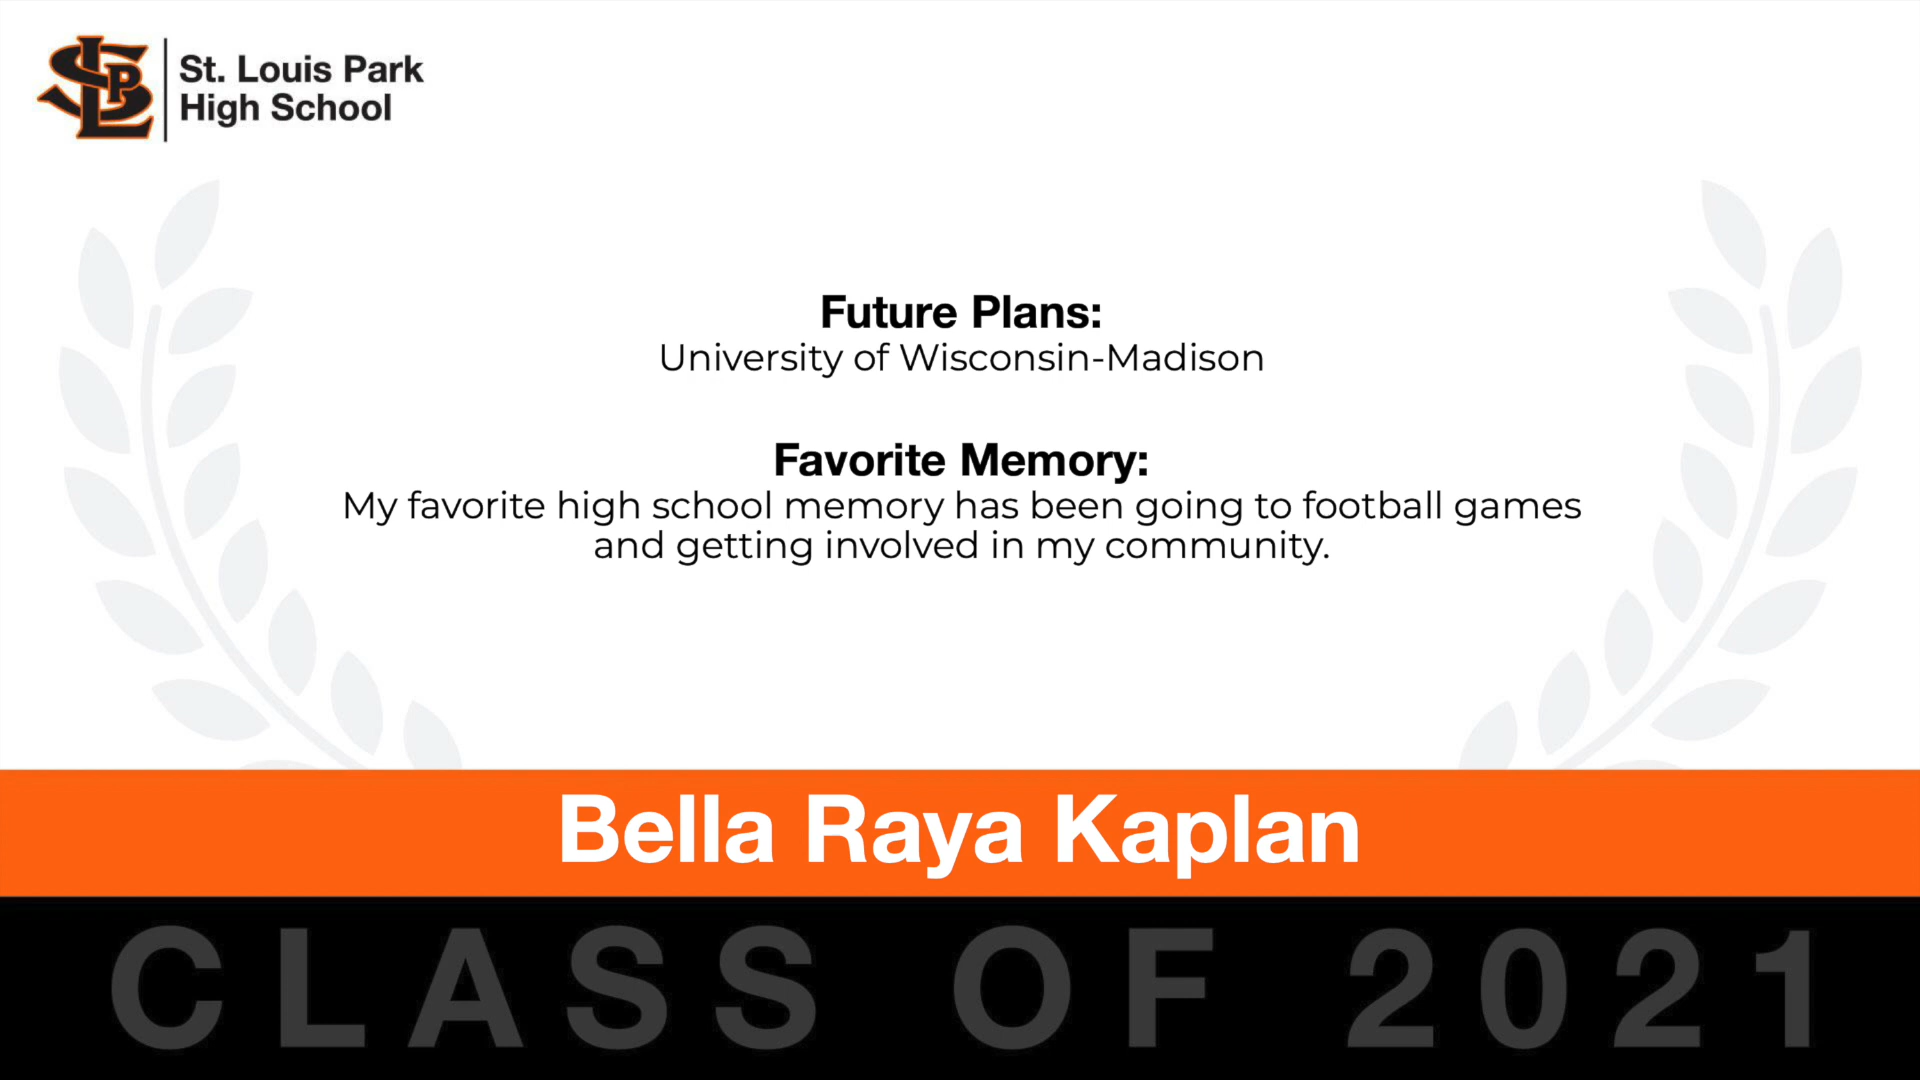 SLP
St. Louis Park
High School
Future Plans:
University of Wisconsin-Madison
Favorite Memory:
My favorite high school memory has been going to football games
and getting involved in my community.
Bella Raya Kaplan
CLASS OF 2021